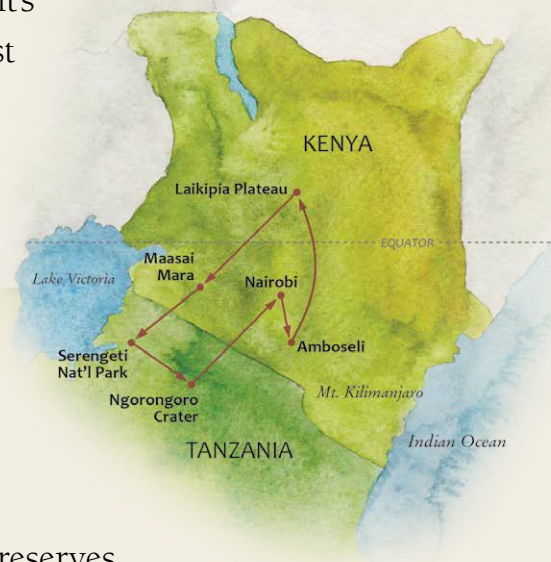 KENYA
Laikipia Plateau
EQUATOR
Maasai
Mara
Lake Victoria
Nairobi
Serengeti
Nat'l Park
Amboseli
Ngorongoro
Crater
Mt. Kilimanjaro
TANZANIA
Indian Ocean
reserves